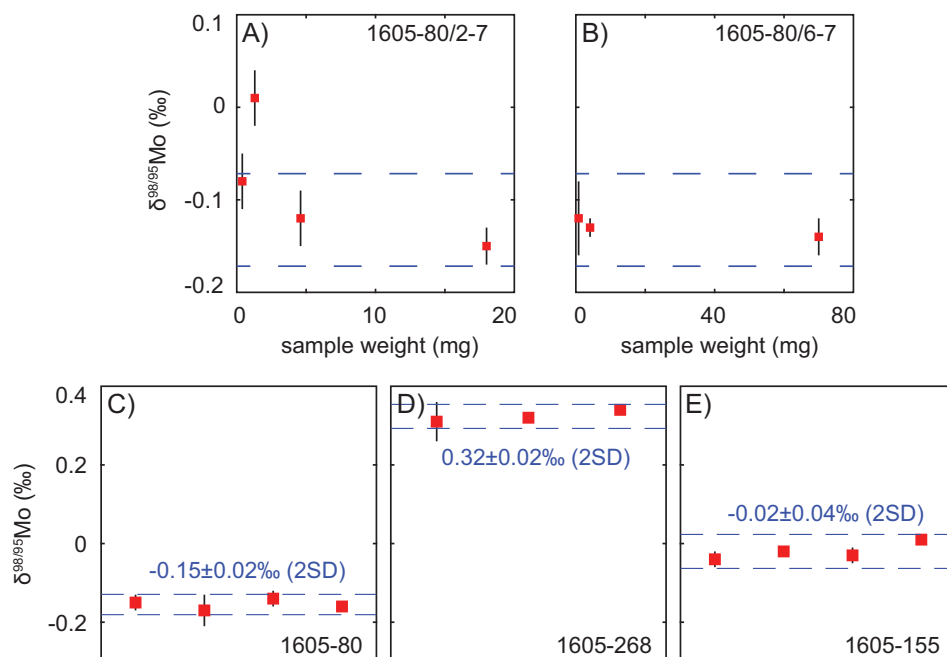 A)
1605-80/2-7
B)
1605-80/6-7
0.1
0
-0.1
-0.2
δ98/95Mo (‰)
0
10
20
sample weight (mg)
0
40
80
sample weight (mg)
C)
D)
E)
0.4
0.2
0
-0.2
δ98/95Mo (‰)
0.32±0.02‰ (2SD)
-0.02±0.04‰ (2SD)
-0.15±0.02‰ (2SD)
1605-80
1605-268
1605-155